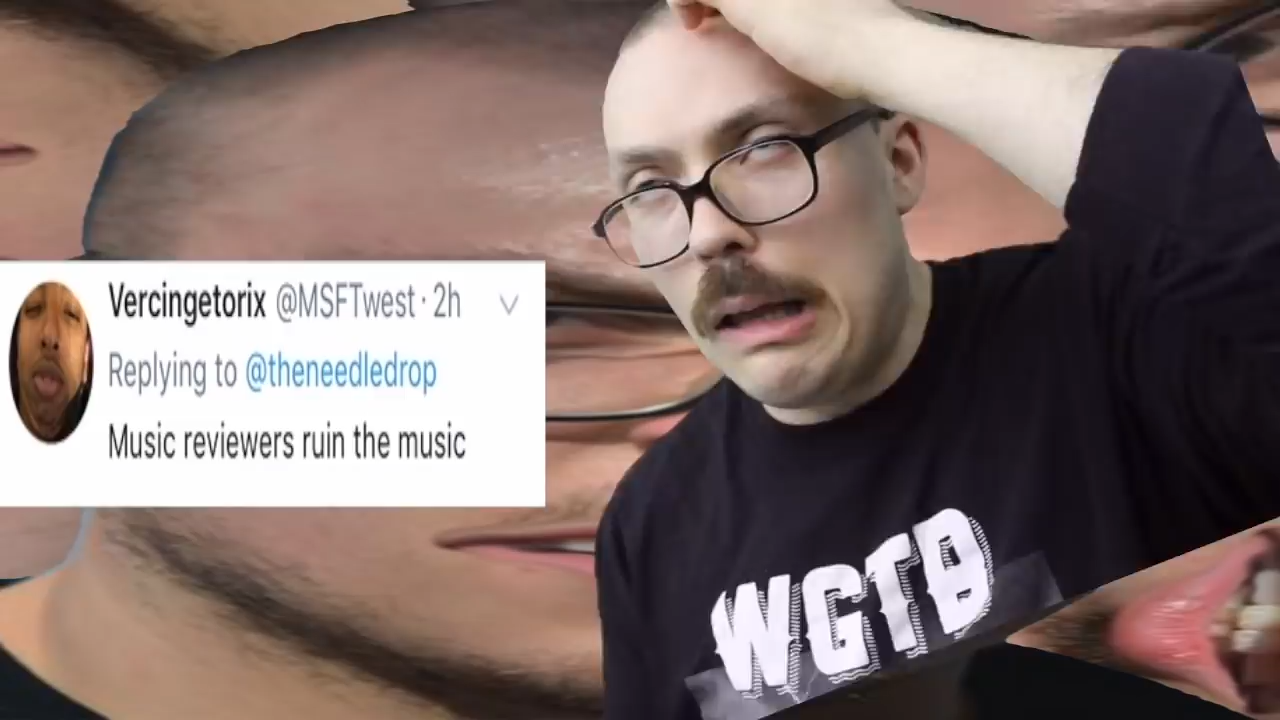 Vercingetorix @MSFTwest · 2h
Replying to @theneedledrop
Music reviewers ruin the music
WGTB